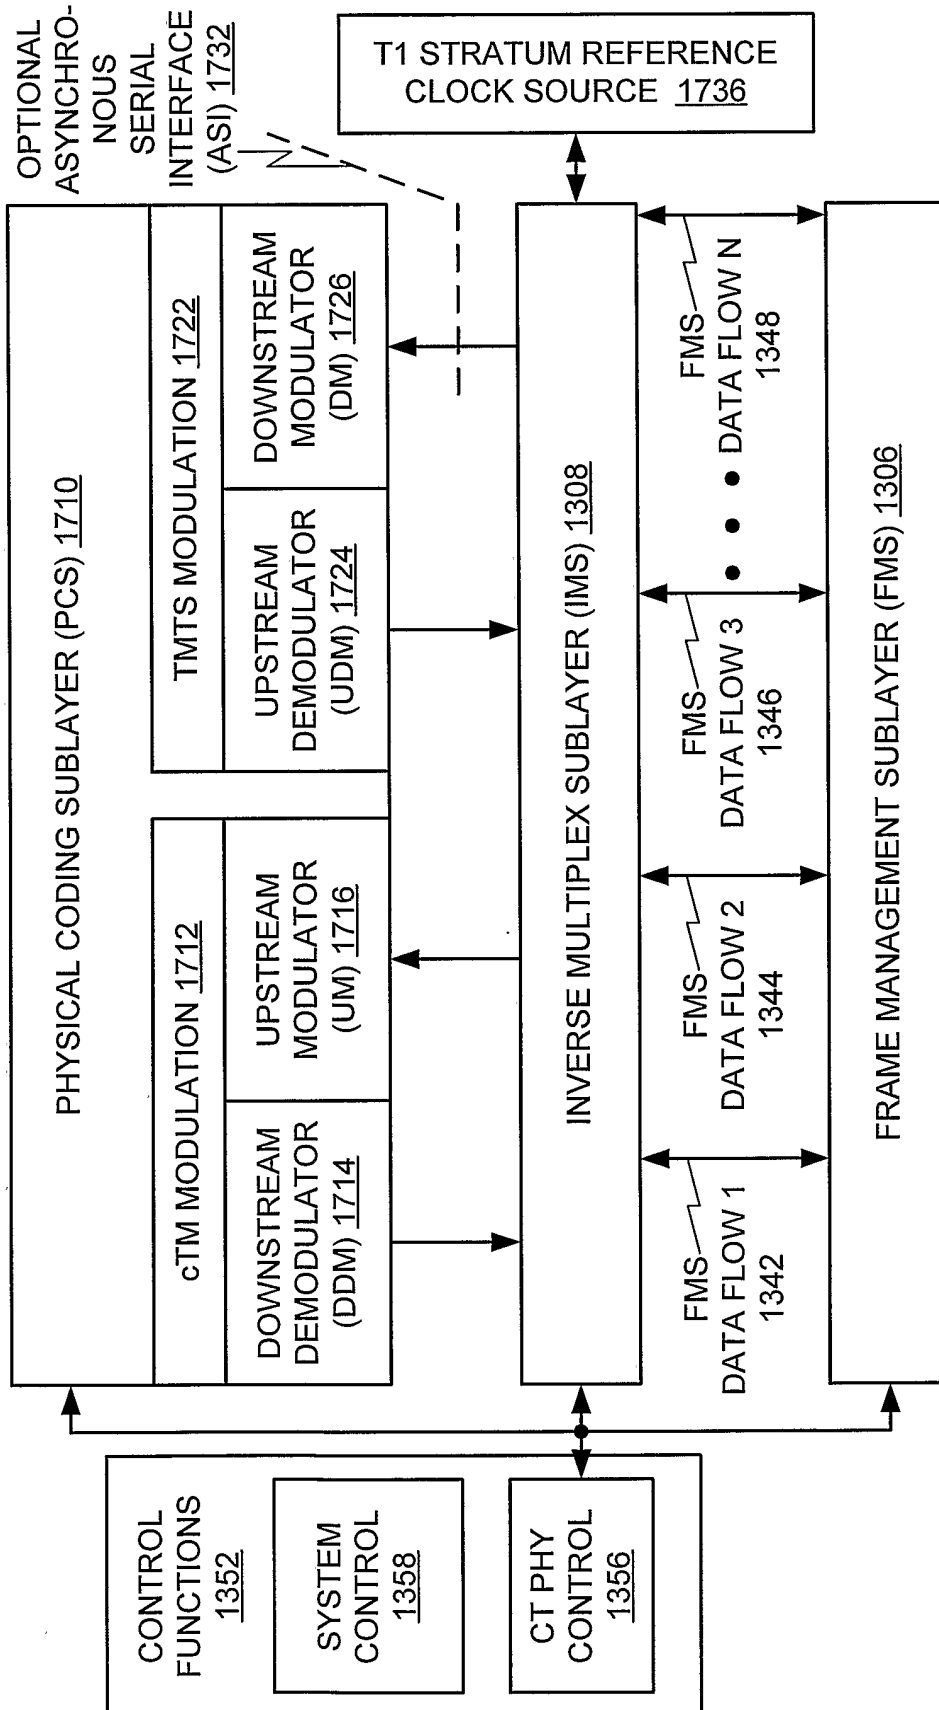 CONTROL
FUNCTIONS
1352
SYSTEM
CONTROL
1358
CT PHY
CONTROL
1356
PHYSICAL CODING SUBLAYER (PCS) 1710
cTM MODULATION 1712
DOWNSTREAM
DEMODULATOR
(DDM) 1714
UPSTREAM
MODULATOR
(UM) 1716
TMTS MODULATION 1722
UPSTREAM
DEMODULATOR
(UDM) 1724
DOWNSTREAM
MODULATOR
(DM) 1726
OPTIONAL
ASYNCHRO-
NOUS
SERIAL
INTERFACE
(ASI) 1732
INVERSE MULTIPLEX SUBLAYER (IMS) 1308
T1 STRATUM REFERENCE
CLOCK SOURCE 1736
FMS
DATA FLOW 1
1342
FMS
DATA FLOW 2
1344
FMS
DATA FLOW 3
1346
FMS
DATA FLOW N
1348
FRAME MANAGEMENT SUBLAYER (FMS) 1306